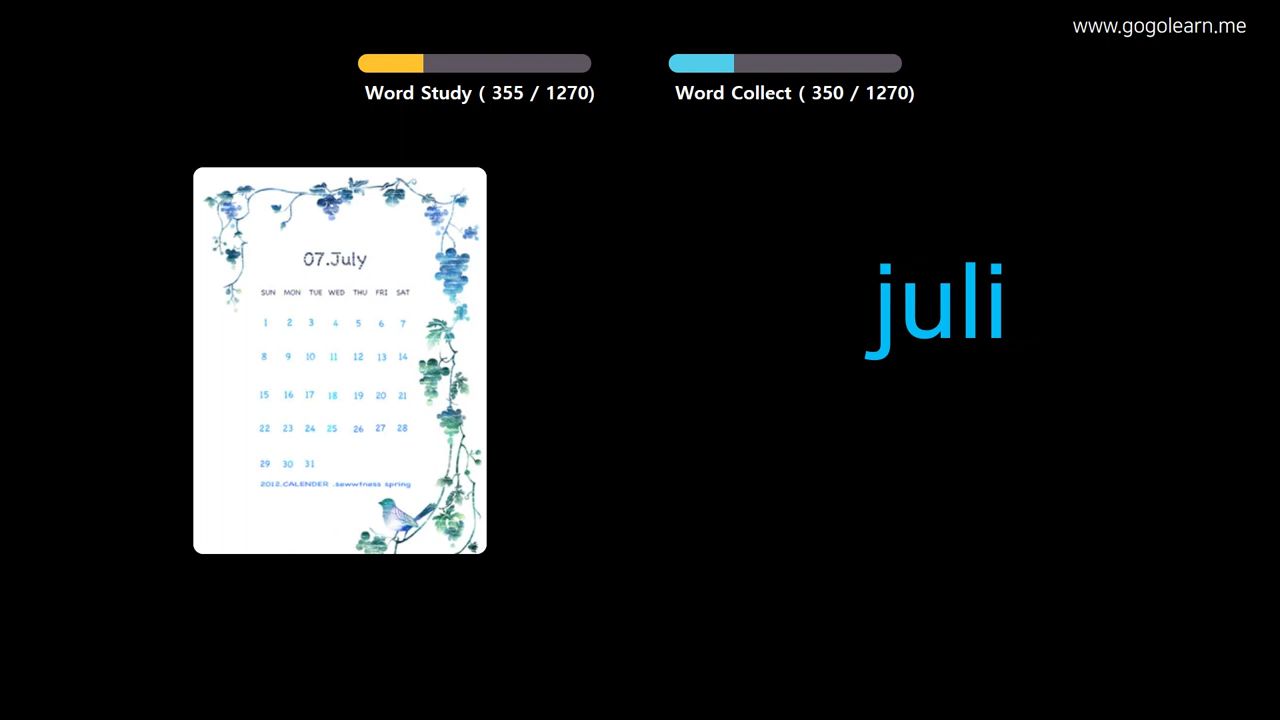 www.gogolearn.me
Word Study ( 355 / 1270)
Word Collect ( 350 / 1270)
07.July
SUN MON TUE WED THU FRI SAT
1 2 3 4 5 6 7
8 9 10 11 12 13 14
15 16 17 18 19 20 21
22 23 24 25 26 27 28
29 30 31
2012.CALENDER .sewwtness spring
juli